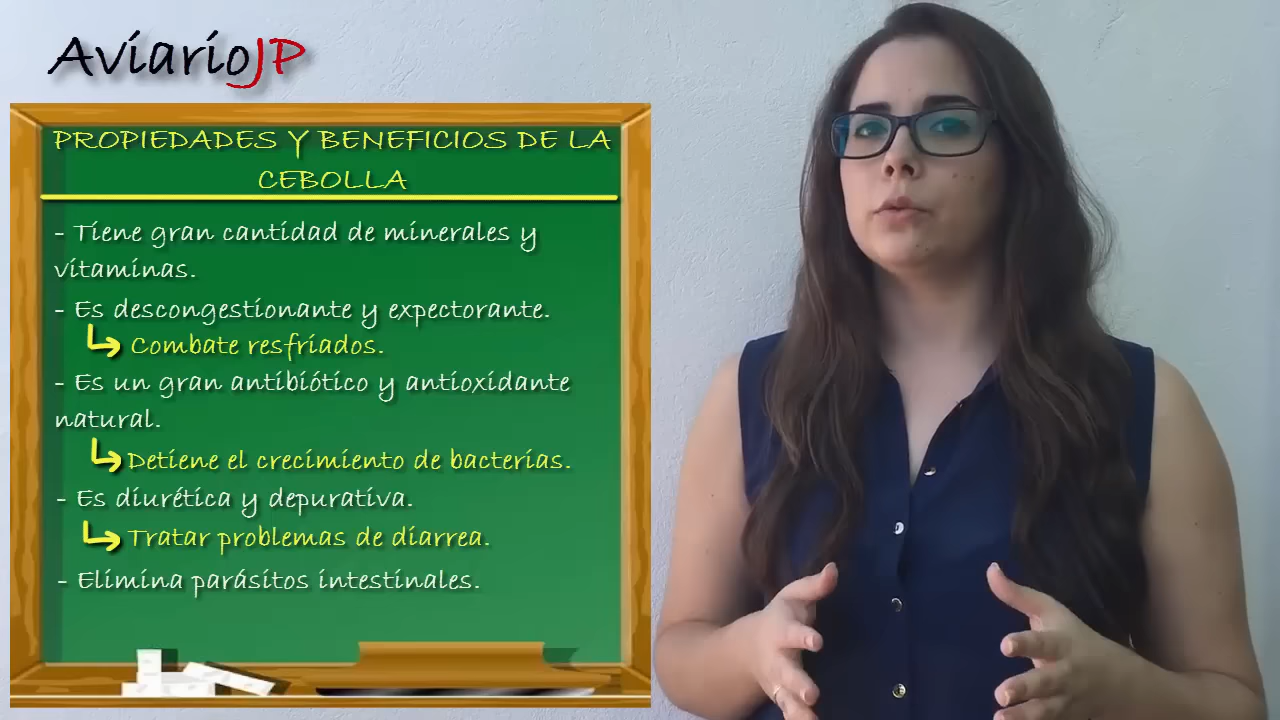 AviarioJP
PROPIEDADES Y BENEFICIOS DE LA
CEBOLLA
- Tiene gran cantidad de minerales y
vitaminas.
- Es descongestionante y expectorante.
Combate resfriados.
- Es un gran antibiótico y antioxidante
natural.
Detiene el crecimiento de bacterias.
- Es diurética y depurativa.
Tratar problemas de diarrea.
- Elimina parásitos intestinales.